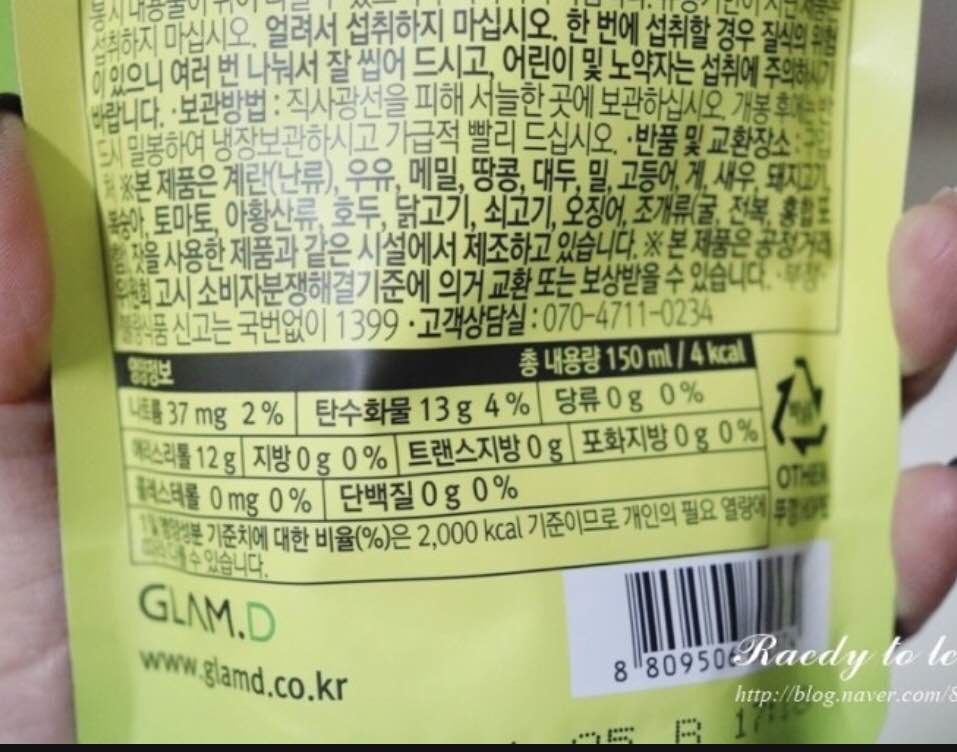 섭취하지 마십시오. 얼려서 섭취하지 마십시오. 한 번에 섭취할 경우 질식의 위험
이 있으니 여러 번 나눠서 잘 씹어 드시고, 어린이 및 노약자는 섭취에 주의하시기
바랍니다. ·보관방법 : 직사광선을 피해 서늘한 곳에 보관하십시오. 개봉 후에는 반
드시 밀봉하여 냉장보관하시고 가급적 빨리 드십시오. ·반품 및 교환장소 : 구입
처 ※본 제품은 계란(난류), 우유, 메밀, 땅콩, 대두, 밀, 고등어, 게, 새우, 돼지고기,
복숭아, 토마토, 아황산류, 호두, 닭고기, 쇠고기, 오징어, 조개류(굴, 전복, 홍합 포
함), 잣을 사용한 제품과 같은 시설에서 제조하고 있습니다. ※ 본 제품은 공정거래
위원회 고시 소비자분쟁해결기준에 의거 교환 또는 보상받을 수 있습니다. ·부정·
불량식품 신고는 국번없이 1399 ·고객상담실 : 070-4711-0234
영양정보 총 내용량 150 ml / 4 kcal
나트륨 37 mg 2% 탄수화물 13 g 4% 당류 0 g 0%
에리스리톨 12 g 지방 0 g 0% 트랜스지방 0 g 포화지방 0 g 0%
콜레스테롤 0 mg 0% 단백질 0 g 0%
1일 영양성분 기준치에 대한 비율(%)은 2,000 kcal 기준이므로 개인의 필요 열량에
따라 다를 수 있습니다.
OTHER
GLAM.D
www.glamd.co.kr
8 809506
Raedy to
http://blog.naver.com/8